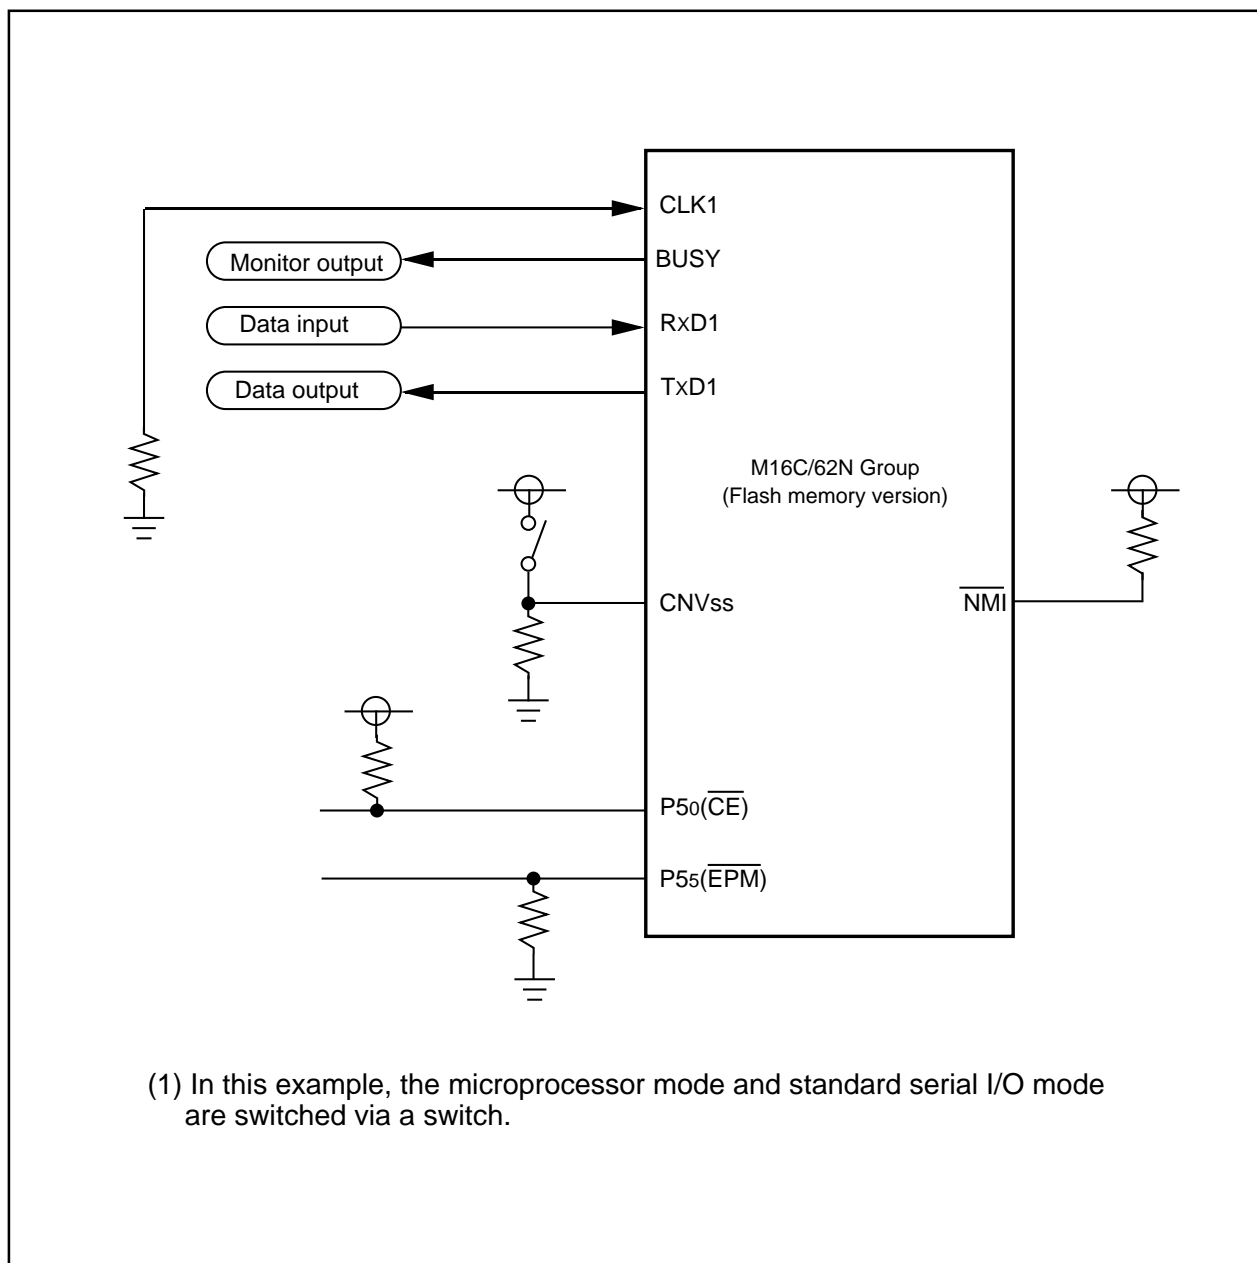 CLK1
BUSY
Monitor output
RxD1
Data input
TxD1
Data output
M16C/62N Group
(Flash memory version)
CNVss
NMI
P50(CE)
P55(EPM)
(1) In this example, the microprocessor mode and standard serial I/O mode
are switched via a switch.